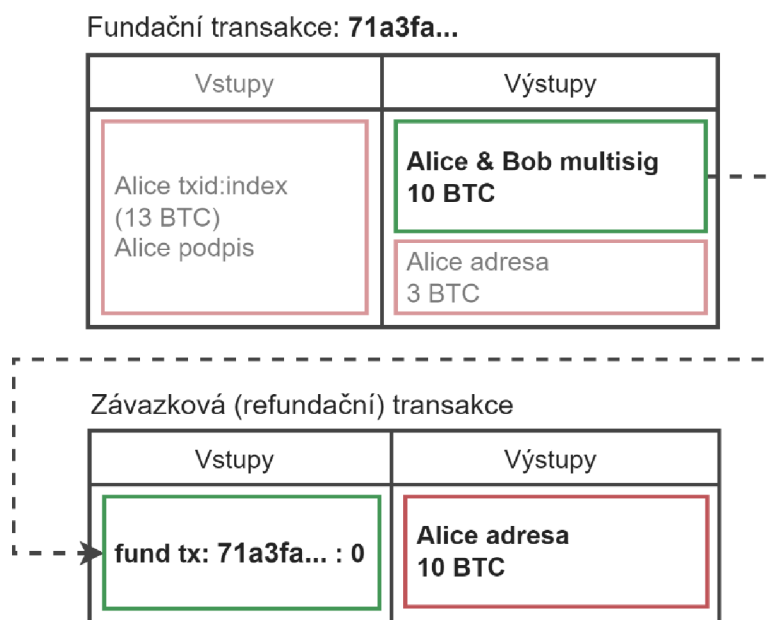 Fundační transakce: 71a3fa...
Vstupy
Výstupy
Alice txid:index
(13 BTC)
Alice podpis
Alice & Bob multisig
10 BTC
Alice adresa
3 BTC
Závazková (refundační) transakce
Vstupy
Výstupy
fund tx: 71a3fa... : 0
Alice adresa
10 BTC